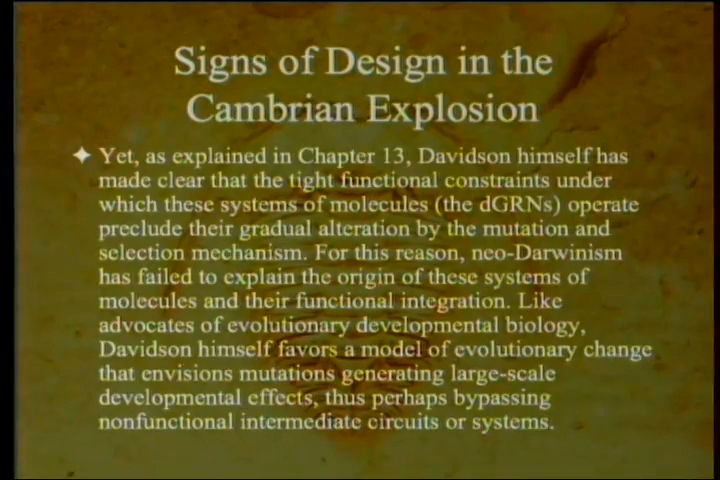 Signs of Design in the
Cambrian Explosion
Yet, as explained in Chapter 13, Davidson himself has
made clear that the tight functional constraints under
which these systems of molecules (the dGRNs) operate
preclude their gradual alteration by the mutation and
selection mechanism. For this reason, neo-Darwinism
has failed to explain the origin of these systems of
molecules and their functional integration. Like
advocates of evolutionary developmental biology,
Davidson himself favors a model of evolutionary change
that envisions mutations generating large-scale
developmental effects, thus perhaps bypassing
nonfunctional intermediate circuits or systems.